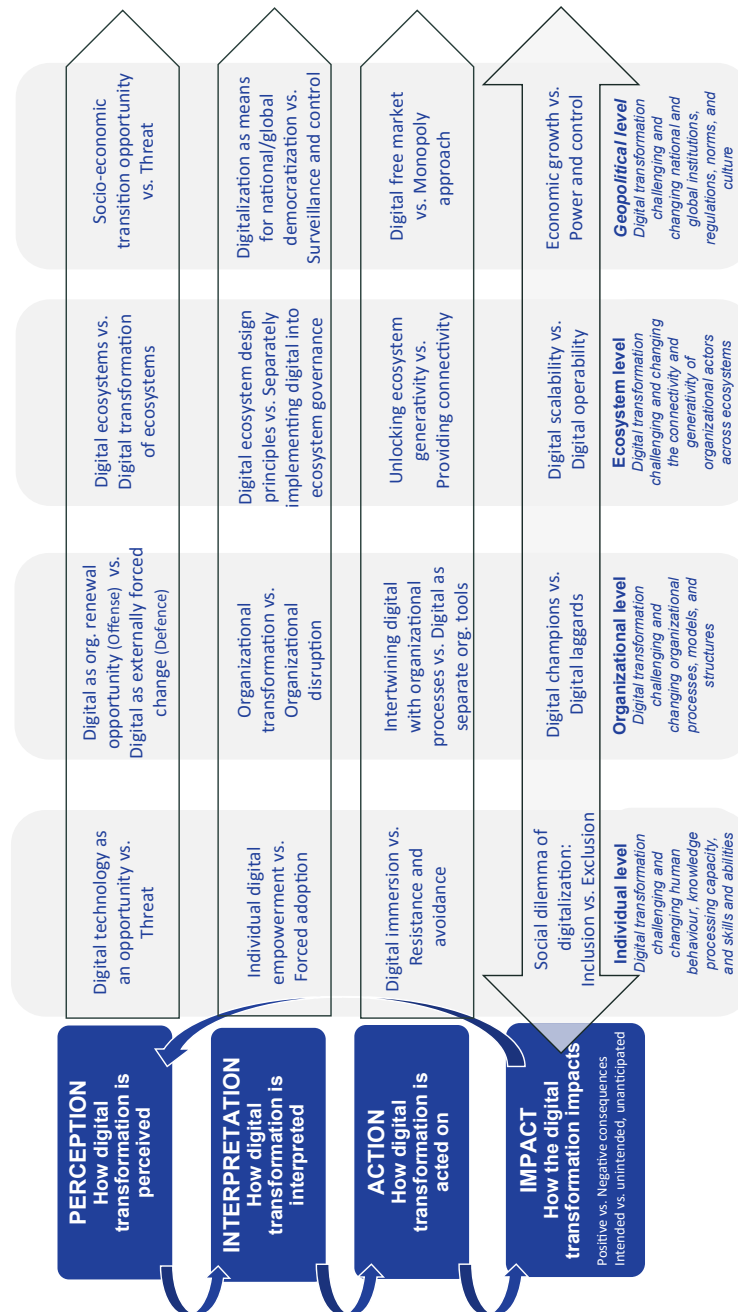 PERCEPTION
How digital
transformation is
perceived
Digital technology as
an opportunity vs.
Threat
Digital as org. renewal
opportunity (Offense) vs.
Digital as externally forced
change (Defence)
Digital ecosystems vs.
Digital transformation
of ecosystems
Socio-economic
transition opportunity
vs. Threat
INTERPRETATION
How digital
transformation is
interpreted
Individual digital
empowerment vs.
Forced adoption
Organizational
transformation vs.
Organizational
disruption
Digital ecosystem design
principles vs. Separately
implementing digital into
ecosystem governance
Digitalization as means
for national/global
democratization vs.
Surveillance and control
ACTION
How digital
transformation is
acted on
Digital immersion vs.
Resistance and
avoidance
Intertwining digital
with organizational
processes vs. Digital as
separate org. tools
Unlocking ecosystem
generativity vs.
Providing connectivity
Digital free market
vs. Monopoly
approach
IMPACT
How the digital
transformation impacts
Positive vs. Negative consequences
Intended vs. unintended, unanticipated
Social dilemma of
digitalization:
Inclusion vs. Exclusion
Digital champions vs.
Digital laggards
Digital scalability vs.
Digital operability
Economic growth vs.
Power and control
Individual level
Digital transformation
challenging and
changing human
behaviour, knowledge
processing capacity,
and skills and abilities
Organizational level
Digital transformation
challenging and
changing organizational
processes, models, and
structures
Ecosystem level
Digital transformation
challenging and changing
the connectivity and
generativity of
organizational actors
across ecosystems
Geopolitical level
Digital transformation
challenging and
changing national and
global institutions,
regulations, norms, and
culture